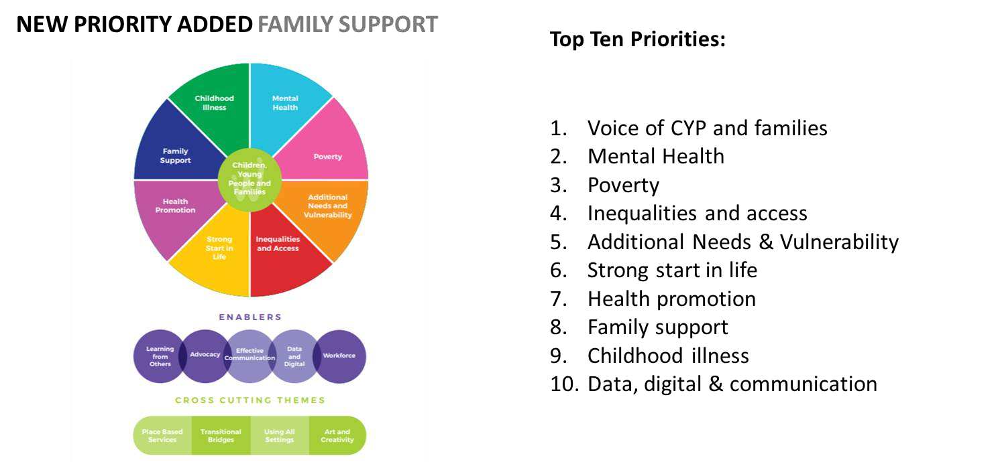 NEW PRIORITY ADDED FAMILY SUPPORT
Childhood
Illness
Mental
Health
Family
Support
Poverty
Children,
Young
People and
Families
Health
Promotion
Additional
Needs and
Vulnerability
Strong
Start in
Life
Inequalities
and Access
ENABLERS
Learning
from
Others
Advocacy
Effective
Communication
Data
and
Digital
Workforce
CROSS CUTTING THEMES
Place Based
Services
Transitional
Bridges
Using All
Settings
Art and
Creativity
Top Ten Priorities:
1. Voice of CYP and families
2. Mental Health
3. Poverty
4. Inequalities and access
5. Additional Needs & Vulnerability
6. Strong start in life
7. Health promotion
8. Family support
9. Childhood illness
10. Data, digital & communication